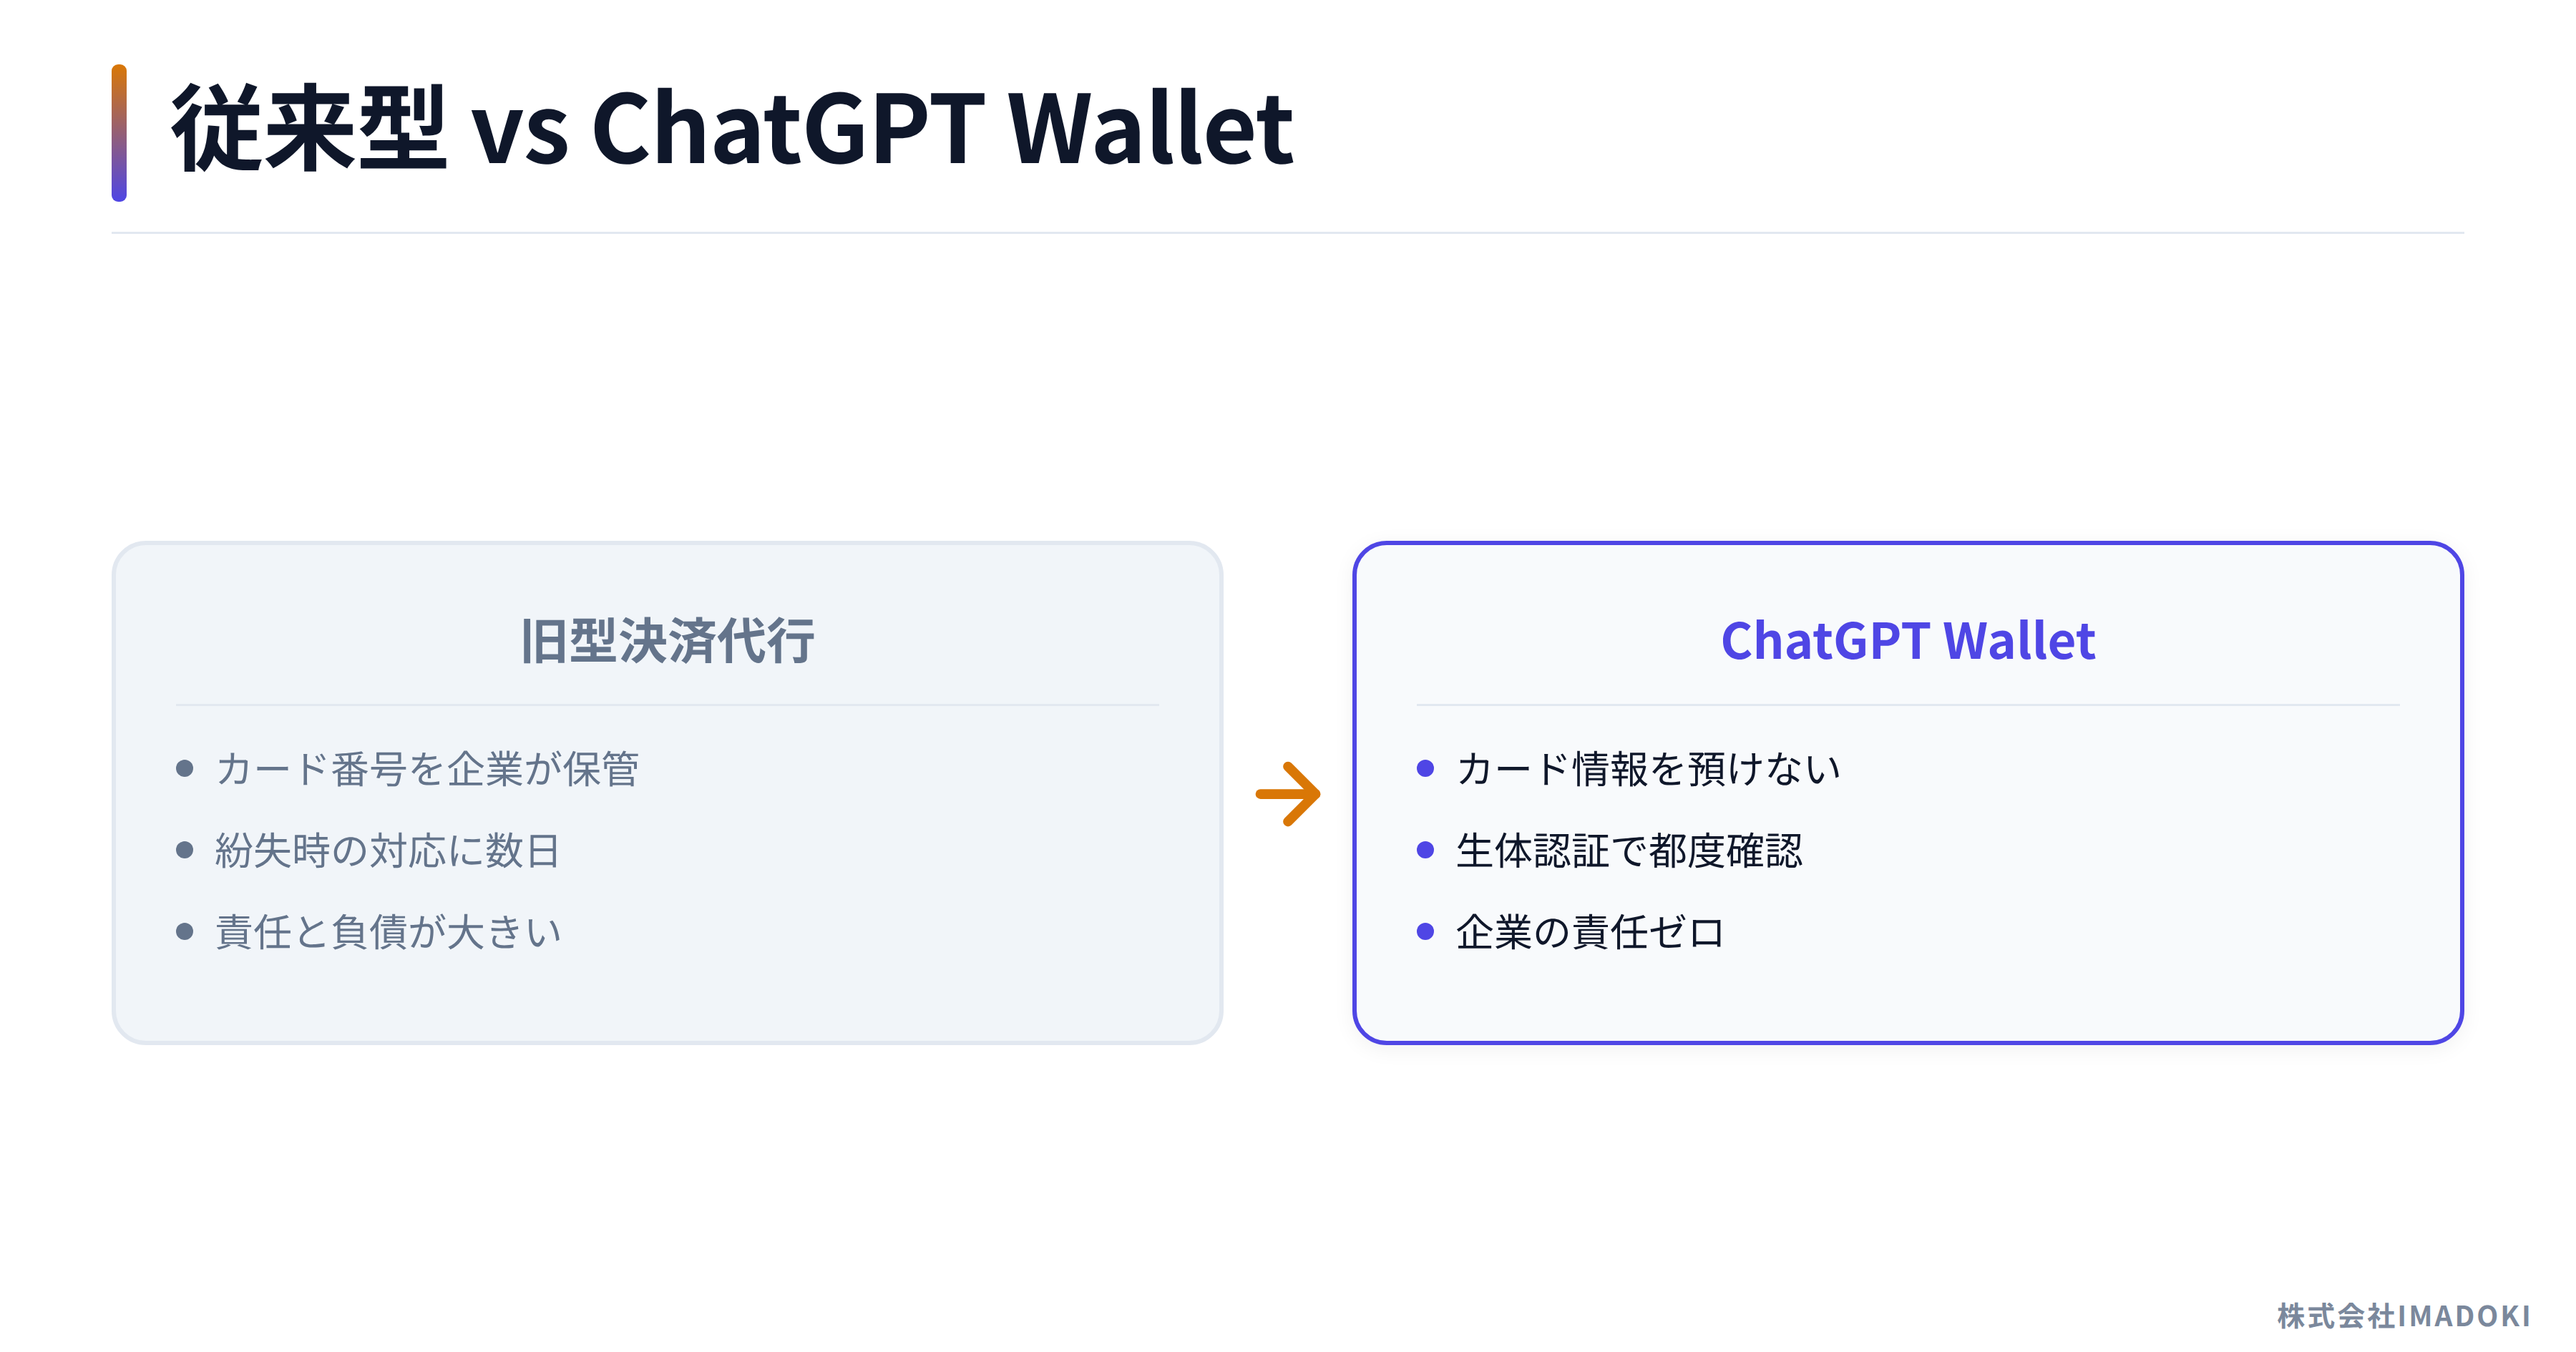 従来型 vs ChatGPT Wallet
旧型決済代行
カード番号を企業が保管
紛失時の対応に数日
責任と負債が大きい
ChatGPT Wallet
カード情報を預けない
生体認証で都度確認
企業の責任ゼロ
株式会社IMADOKI